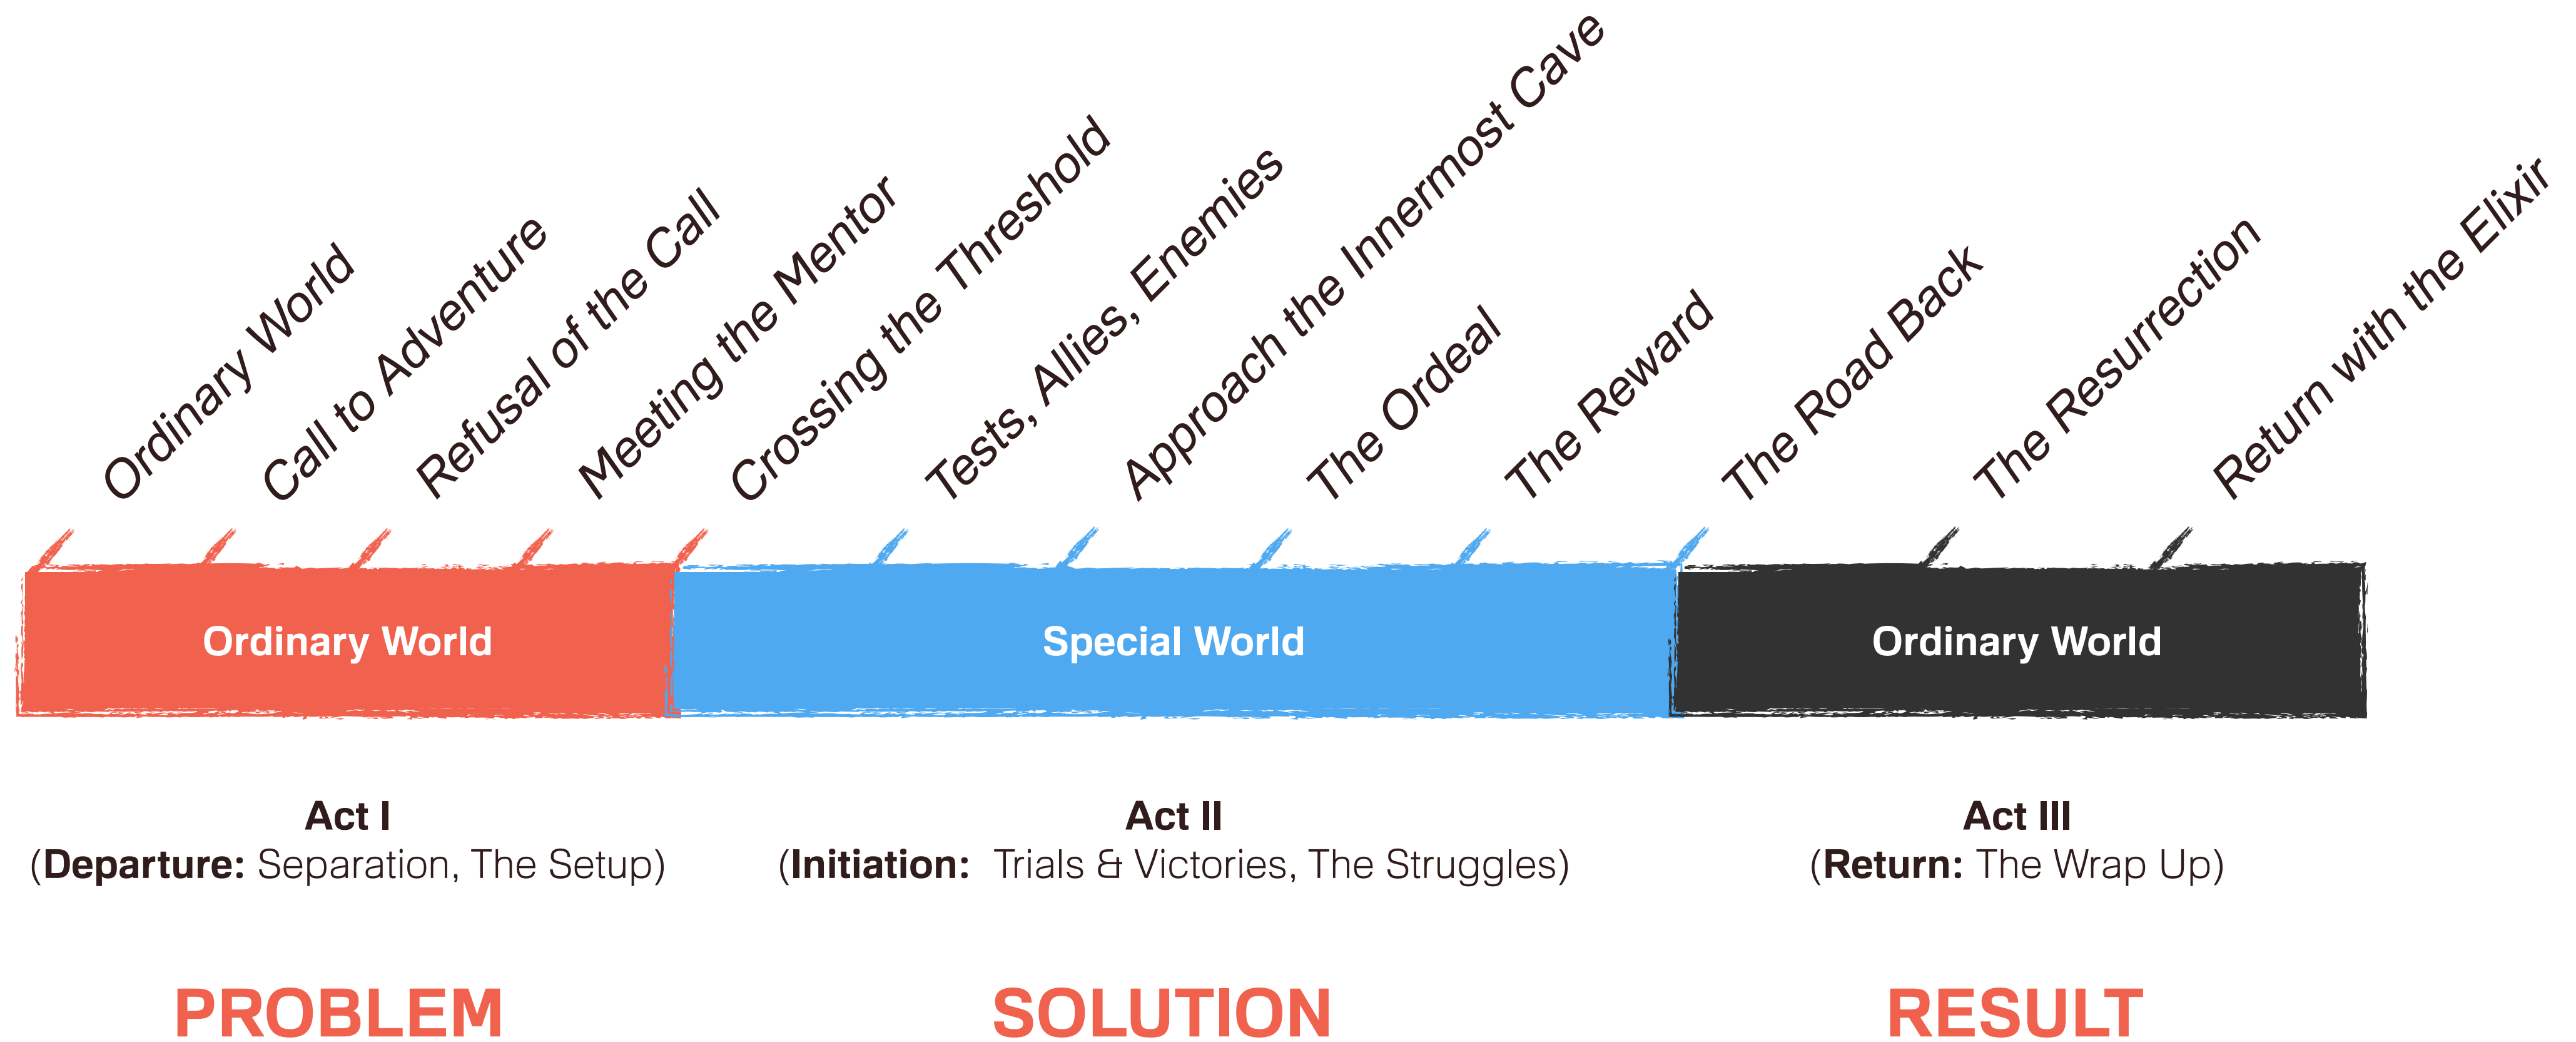 Ordinary World
Call to Adventure
Refusal of the Call
Meeting the Mentor
Crossing the Threshold
Tests, Allies, Enemies
Approach the Innermost Cave
The Ordeal
The Reward
The Road Back
The Resurrection
Return with the Elixir
Ordinary World
Special World
Ordinary World
Act I
(Departure: Separation, The Setup)
Act II
(Initiation: Trials & Victories, The Struggles)
Act III
(Return: The Wrap Up)
PROBLEM
SOLUTION
RESULT